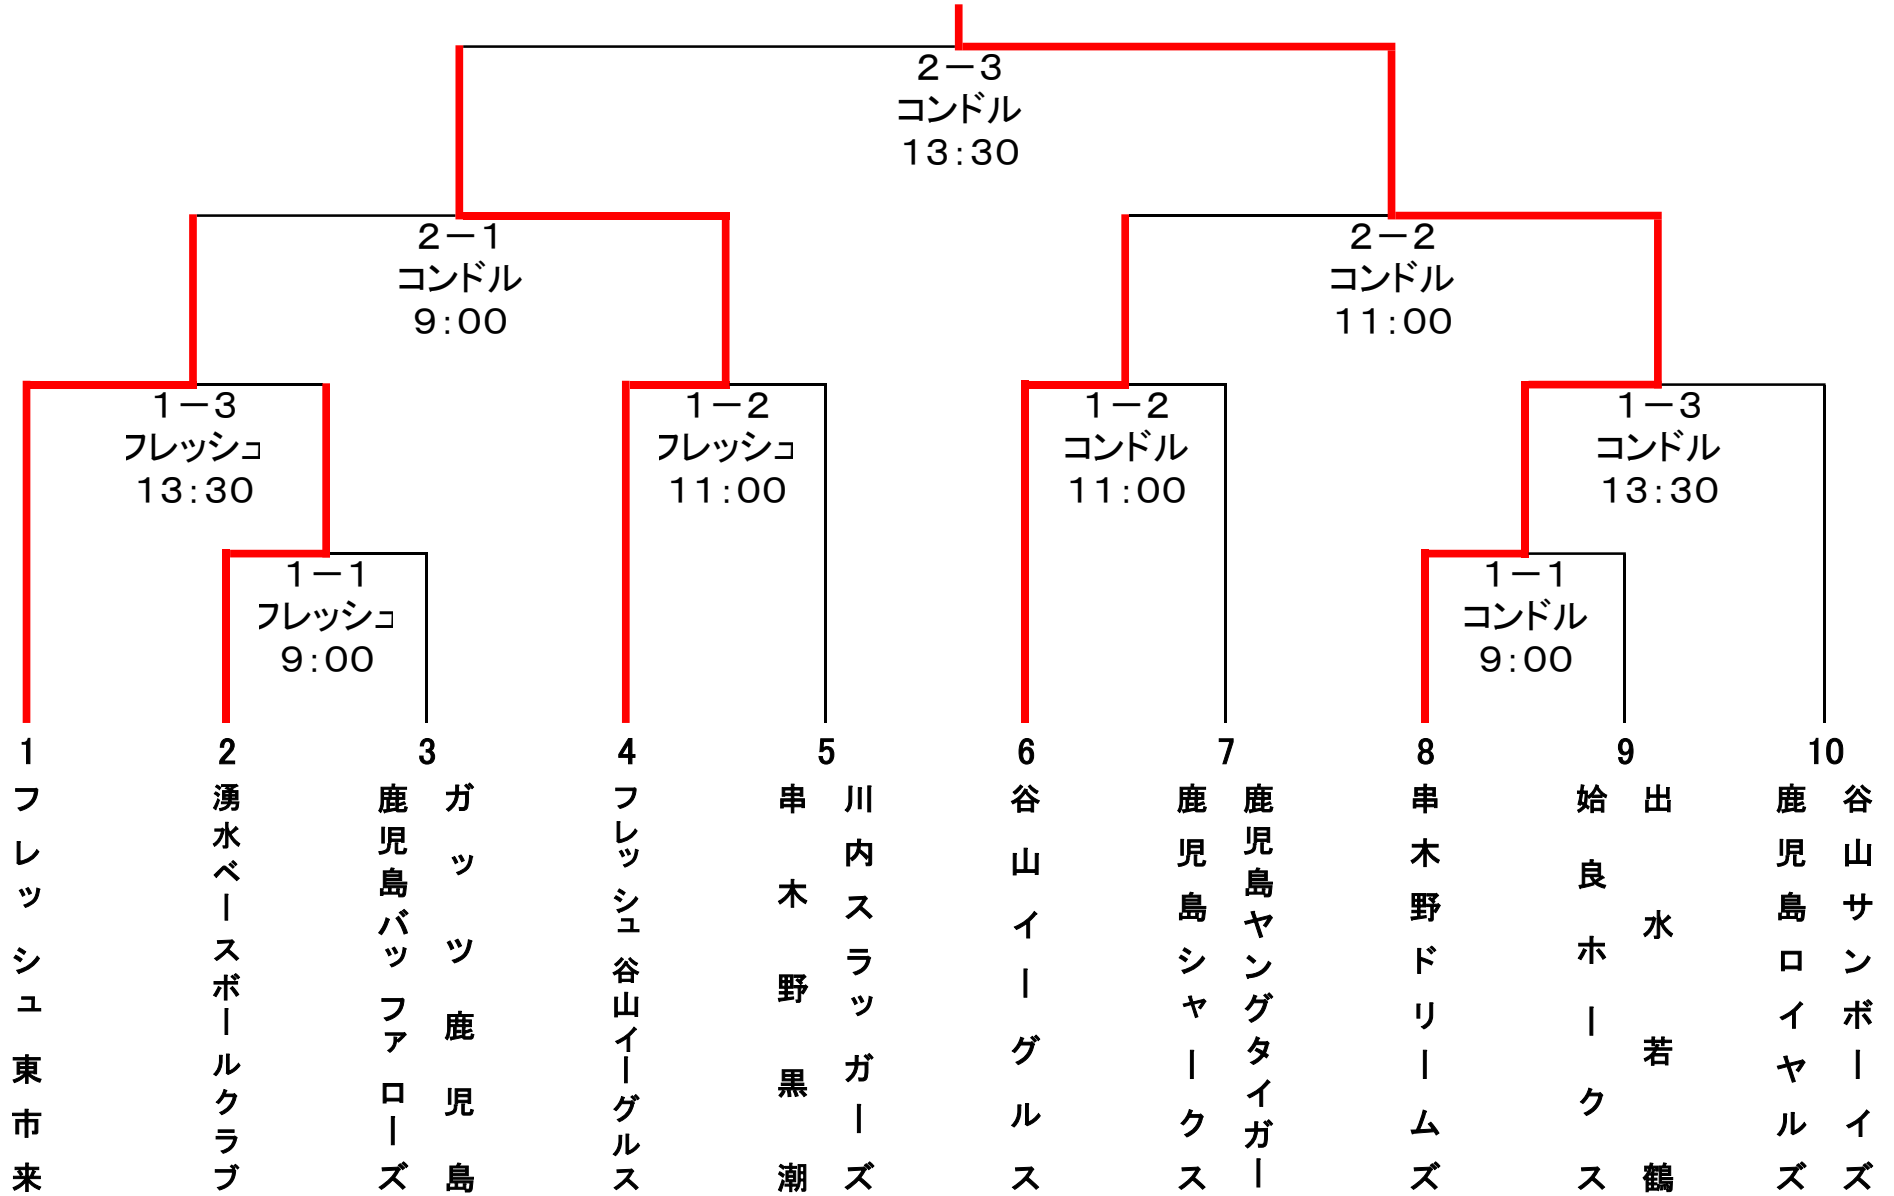 2－3
コンドル
13:30
2－1
コンドル
9:00
2－2
コンドル
11:00
1－3
フレッシュ
13:30
1－2
フレッシュ
11:00
1－2
コンドル
11:00
1－3
コンドル
13:30
1－1
フレッシュ
9:00
1－1
コンドル
9:00
1
2
3
4
5
6
7
8
9
10
フレッシュ東市来
湧水ベースボールクラブ
ガッツ鹿児島
鹿児島バッファローズ
フレッシュ谷山イーグルス
川内スラッガーズ
串木野黒潮
谷山イーグルス
鹿児島ヤングタイガー
鹿児島シャークス
串木野ドリームズ
出水若鶴
姶良ホークス
谷山サンボーイズ
鹿児島ロイヤルズ